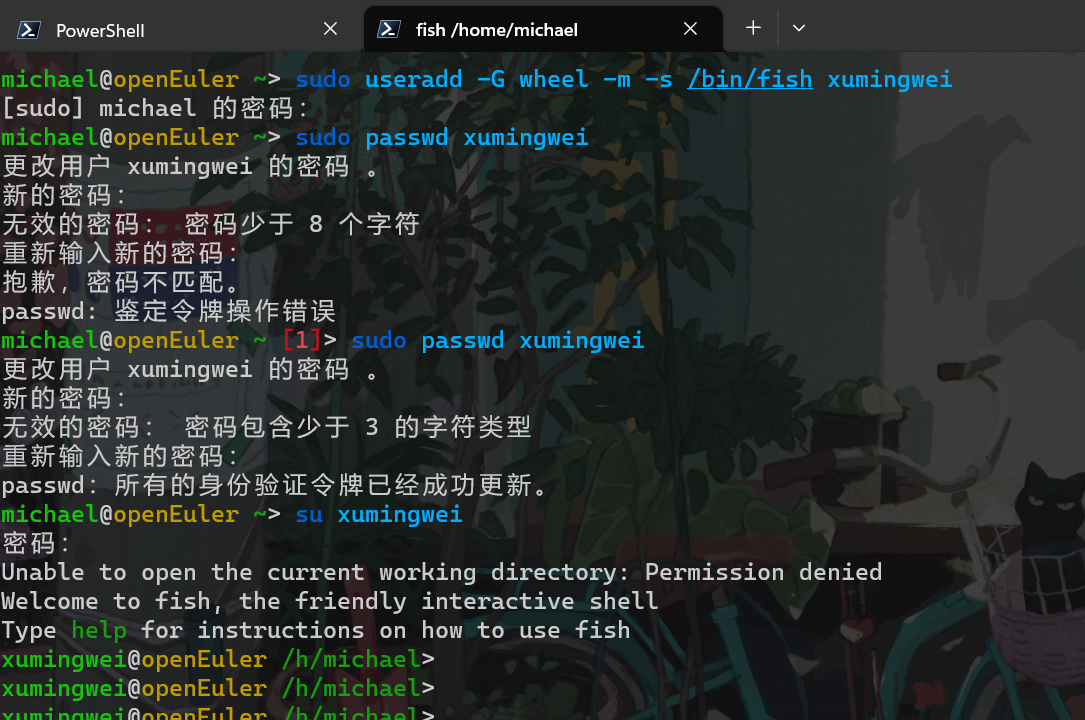 PowerShell
fish /home/michael
michael@openEuler ~> sudo useradd -G wheel -m -s /bin/fish xumingwei
[sudo] michael 的密码：
michael@openEuler ~> sudo passwd xumingwei
更改用户 xumingwei 的密码 。
新的密码：
无效的密码： 密码少于 8 个字符
重新输入新的密码：
抱歉，密码不匹配。
passwd: 鉴定令牌操作错误
michael@openEuler ~ [1]> sudo passwd xumingwei
更改用户 xumingwei 的密码 。
新的密码：
无效的密码： 密码包含少于 3 的字符类型
重新输入新的密码：
passwd：所有的身份验证令牌已经成功更新。
michael@openEuler ~> su xumingwei
密码：
Unable to open the current working directory: Permission denied
Welcome to fish, the friendly interactive shell
Type help for instructions on how to use fish
xumingwei@openEuler /h/michael>
xumingwei@openEuler /h/michael>
xumingwei@openEuler /h/michael>